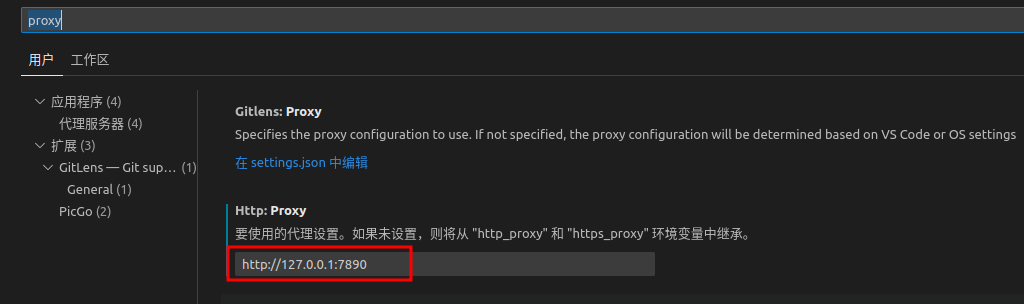 proxy
用户 工作区
应用程序 (4)
代理服务器 (4)
扩展 (3)
GitLens — Git sup... (1)
General (1)
PicGo (2)
Gitlens: Proxy
Specifies the proxy configuration to use. If not specified, the proxy configuration will be determined based on VS Code or OS settings
在 settings.json 中编辑
Http: Proxy
要使用的代理设置。如果未设置，则将从 "http_proxy" 和 "https_proxy" 环境变量中继承。
http://127.0.0.1:7890